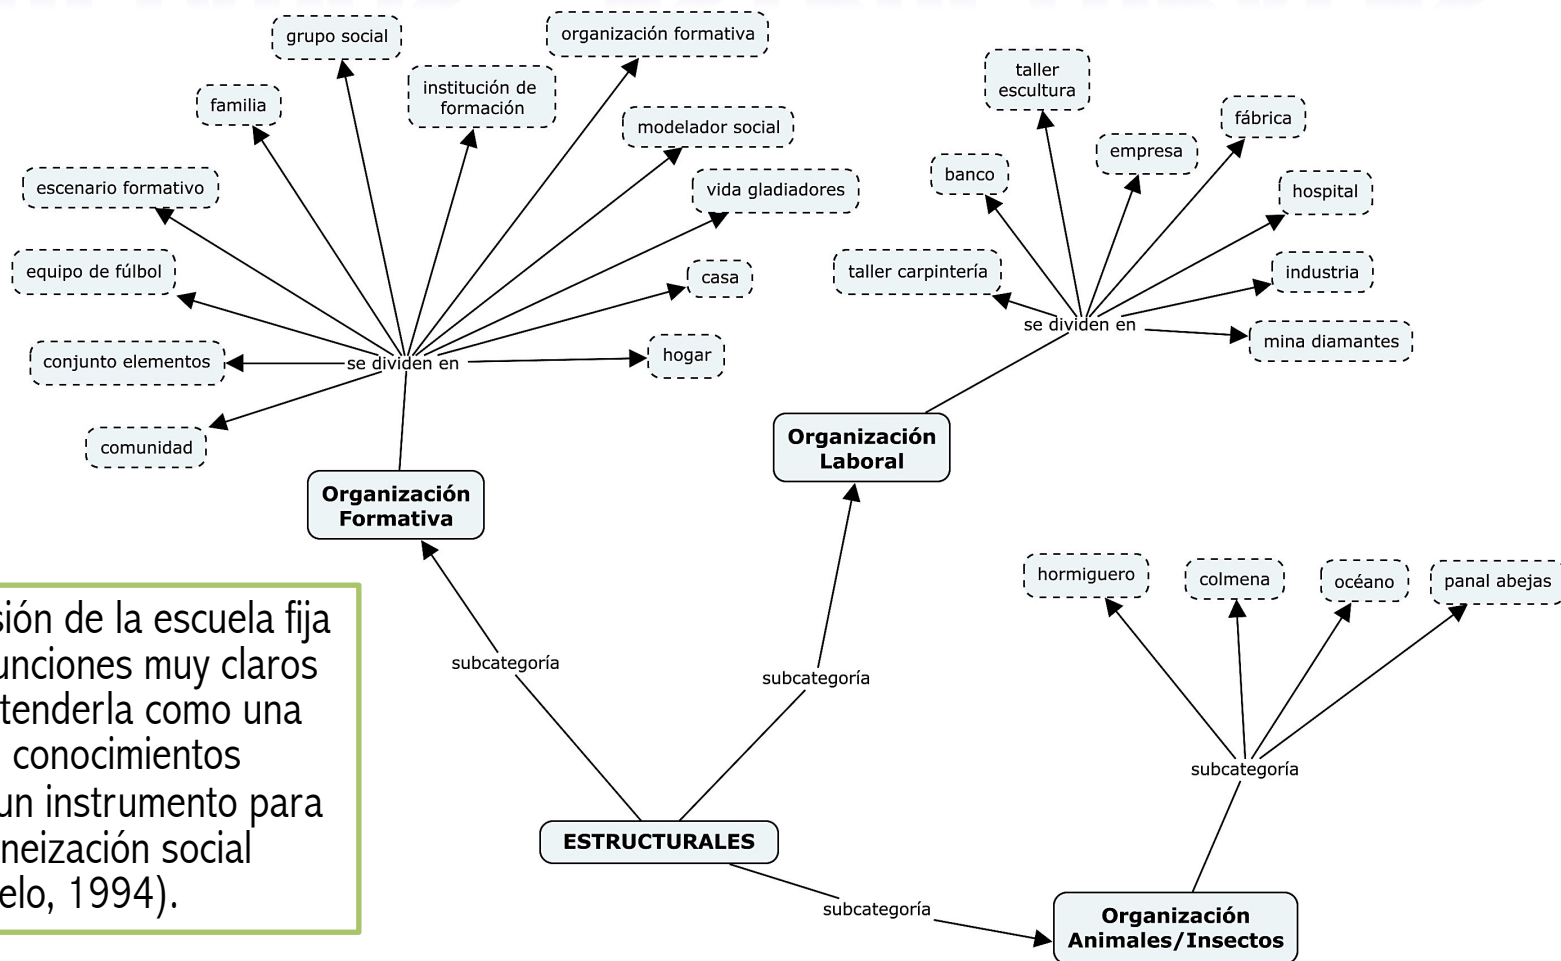 grupo social
organización formativa
institución de
formación
familia
modelador social
escenario formativo
vida gladiadores
equipo de fúlbol
casa
conjunto elementos
se dividen en
hogar
comunidad
Organización
Formativa
taller
escultura
fábrica
empresa
banco
hospital
taller carpintería
industria
se dividen en
mina diamantes
Organización
Laboral
hormiguero
colmena
océano
panal abejas
subcategoría
subcategoría
subcategoría
ESTRUCTURALES
subcategoría
Organización
Animales/Insectos
sión de la escuela fija
unciones muy claros
tenderla como una
conocimientos
un instrumento para
neización social
elo, 1994).